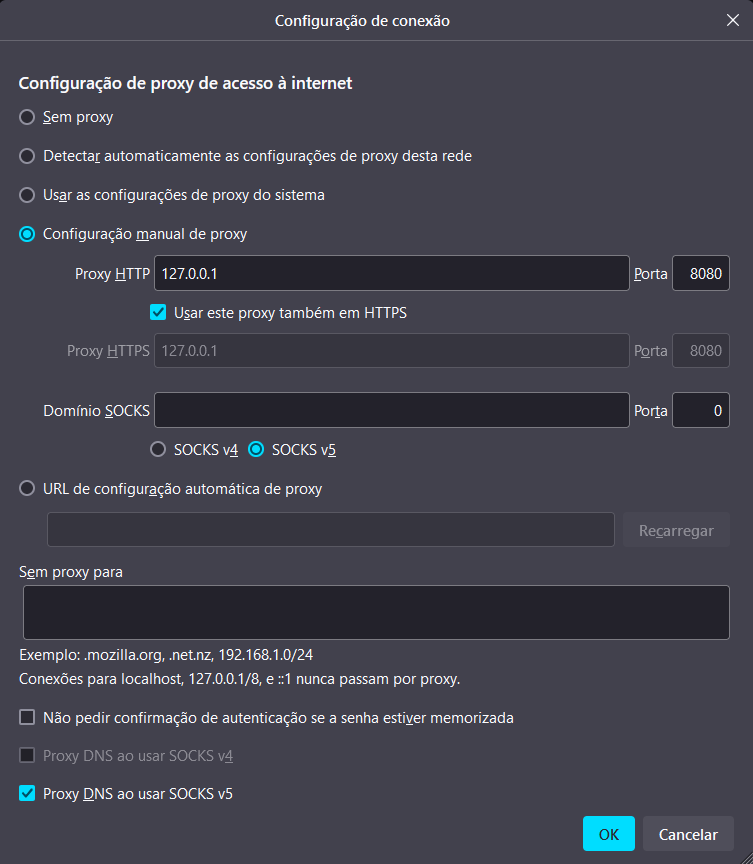 Configuração de conexão
Configuração de proxy de acesso à internet
Sem proxy
Detectar automaticamente as configurações de proxy desta rede
Usar as configurações de proxy do sistema
Configuração manual de proxy
Proxy HTTP 127.0.0.1 Porta 8080
Usar este proxy também em HTTPS
Proxy HTTPS 127.0.0.1 Porta 8080
Domínio SOCKS Porta 0
SOCKS v4 SOCKS v5
URL de configuração automática de proxy
Recarregar
Sem proxy para
Exemplo: .mozilla.org, .net.nz, 192.168.1.0/24
Conexões para localhost, 127.0.0.1/8, e ::1 nunca passam por proxy.
Não pedir confirmação de autenticação se a senha estiver memorizada
Proxy DNS ao usar SOCKS v4
Proxy DNS ao usar SOCKS v5
OK Cancelar